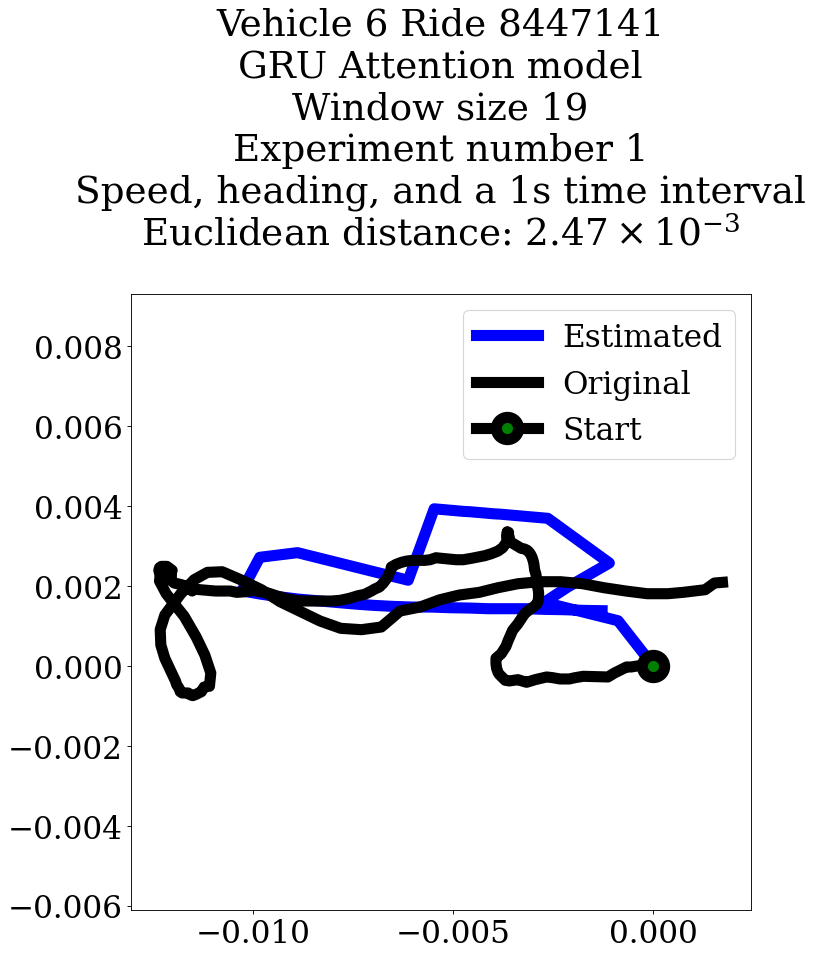 Vehicle 6 Ride 8447141
GRU Attention model
Window size 19
Experiment number 1
Speed, heading, and a 1s time interval
Euclidean distance: 2.47 × 10⁻³
Estimated
Original
Start
0.008
0.006
0.004
0.002
0.000
−0.002
−0.004
−0.006
−0.010
−0.005
0.000